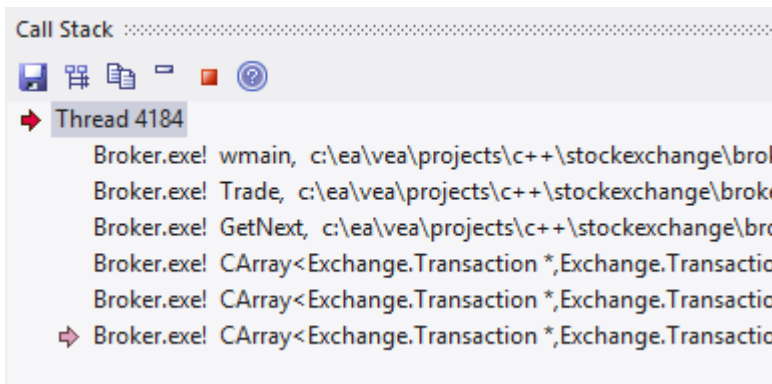 Call Stack
Thread 4184
Broker.exe! wmain, c:\ea\vea\projects\c++\stockexchange\brol
Broker.exe! Trade, c:\ea\vea\projects\c++\stockexchange\broke
Broker.exe! GetNext, c:\ea\vea\projects\c++\stockexchange\bro
Broker.exe! CArray<Exchange.Transaction *,Exchange.Transactio
Broker.exe! CArray<Exchange.Transaction *,Exchange.Transactio
Broker.exe! CArray<Exchange.Transaction *,Exchange.Transactio